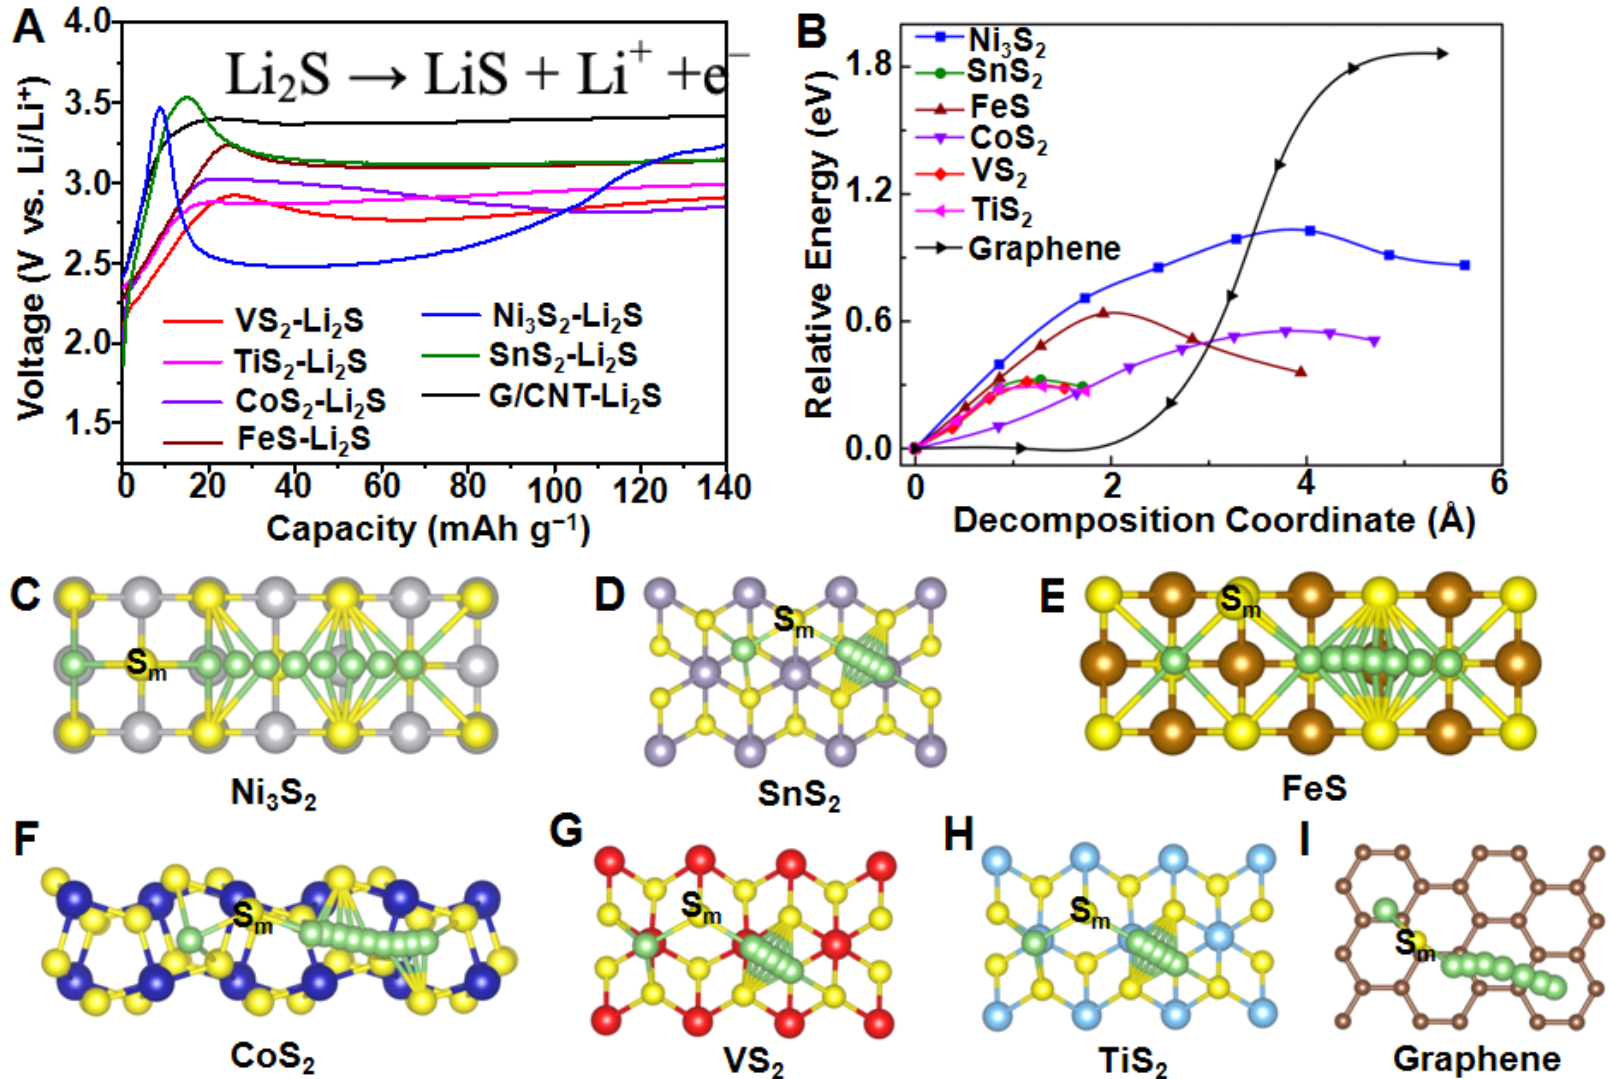 A
Li₂S → LiS + Li⁺ +e⁻
Voltage (V vs. Li/Li⁺)
4.0
3.5
3.0
2.5
2.0
1.5
VS₂-Li₂S
TiS₂-Li₂S
CoS₂-Li₂S
FeS-Li₂S
Ni₃S₂-Li₂S
SnS₂-Li₂S
G/CNT-Li₂S
0 20 40 60 80 100 120 140
Capacity (mAh g⁻¹)
B
Relative Energy (eV)
1.8
1.2
0.6
0.0
Ni₃S₂
SnS₂
FeS
CoS₂
VS₂
TiS₂
Graphene
0 2 4 6
Decomposition Coordinate (Å)
C
Sₘ
Ni₃S₂
D
Sₘ
SnS₂
E
Sₘ
FeS
F
Sₘ
CoS₂
G
Sₘ
VS₂
H
Sₘ
TiS₂
I
Sₘ
Graphene